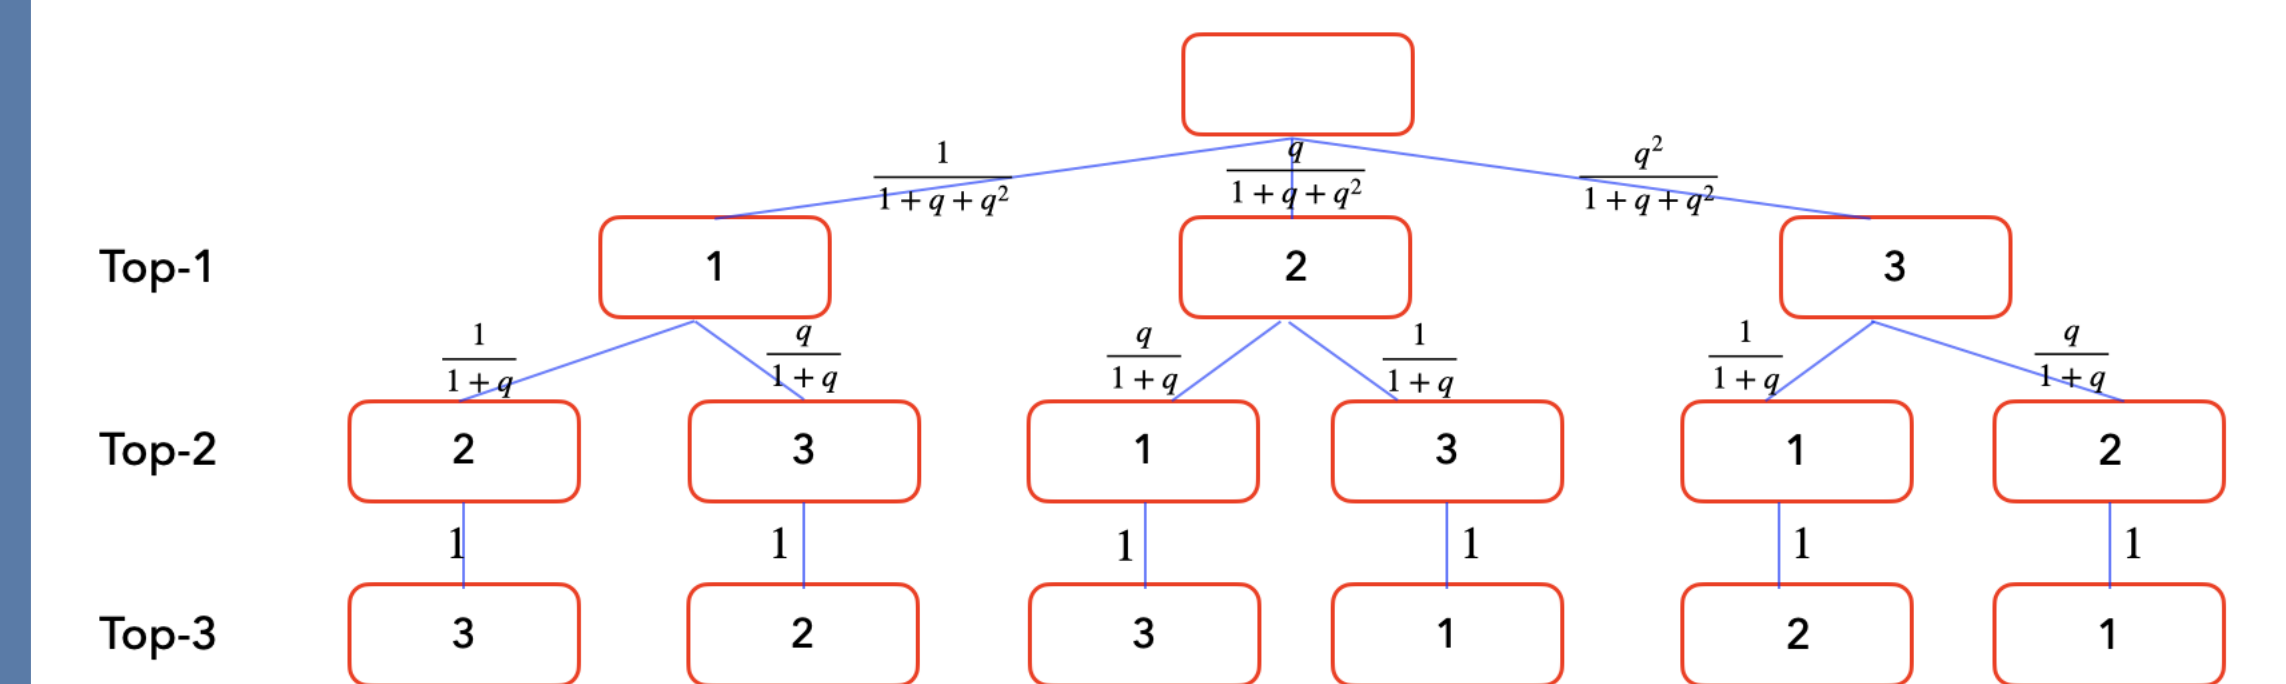 1/(1 + q + q²) q/(1 + q + q²) q²/(1 + q + q²)
Top-1 1 2 3
1/(1 + q) q/(1 + q) q/(1 + q) 1/(1 + q) 1/(1 + q) q/(1 + q)
Top-2 2 3 1 3 1 2
1 1 1 1 1 1
Top-3 3 2 3 1 2 1